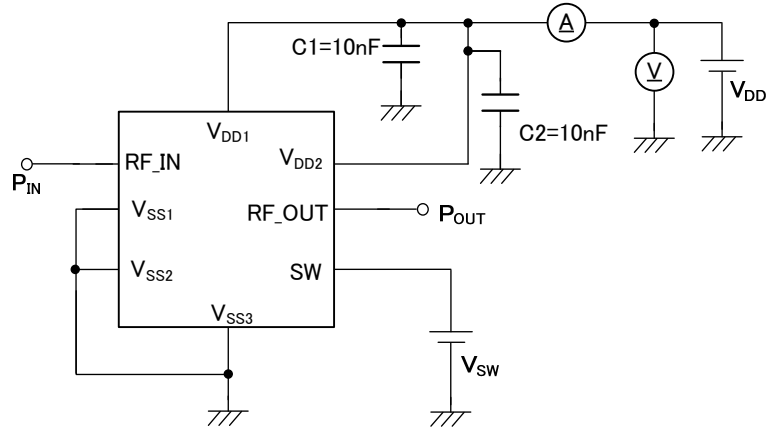 A
C1=10nF
V
VDD
C2=10nF
VDD1
RF_IN
VDD2
PIN
VSS1
RF_OUT
POUT
VSS2
SW
VSS3
VSW